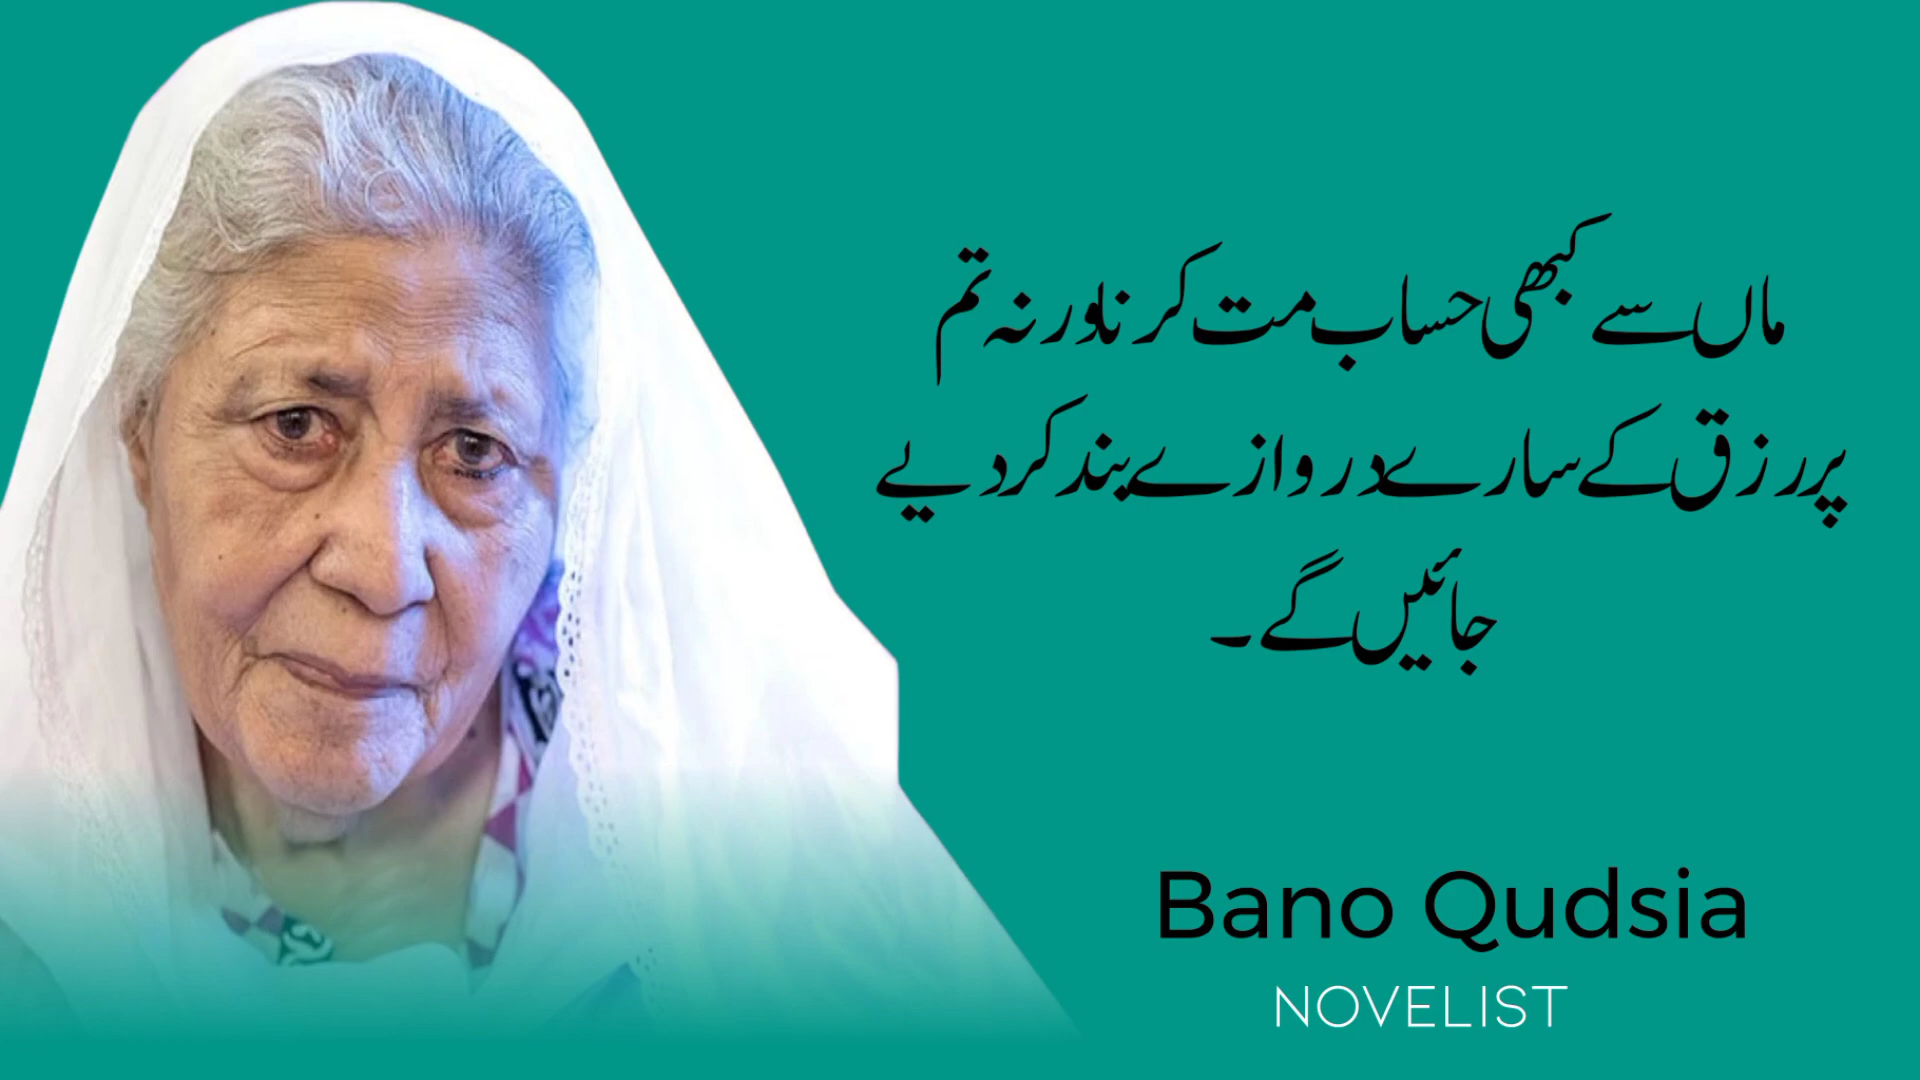 ماں سے کبھی حساب مت کرنا ورنہ تم
پر رزق کے سارے دروازے بند کر دیے
جائیں گے۔
Bano Qudsia
NOVELIST